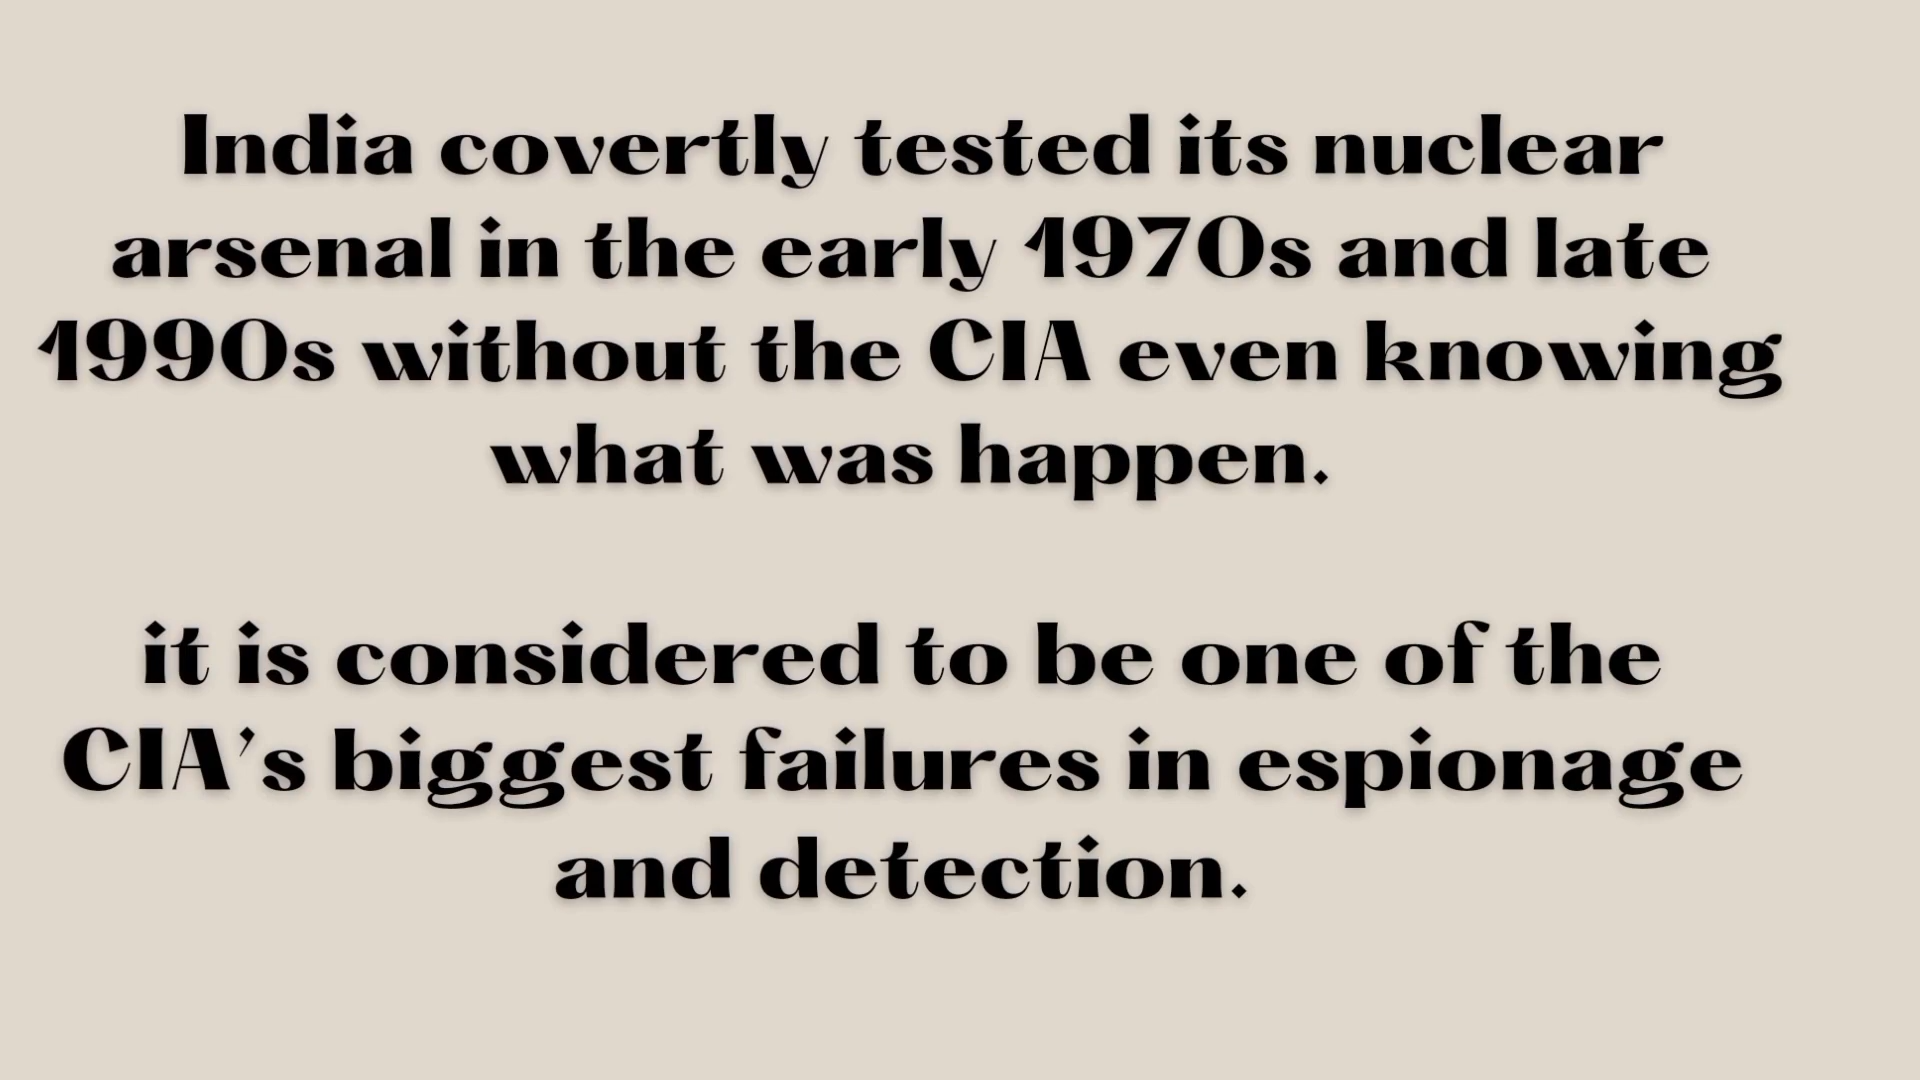 India covertly tested its nuclear
arsenal in the early 1970s and late
1990s without the CIA even knowing
what was happen.
it is considered to be one of the
CIA's biggest failures in espionage
and detection.